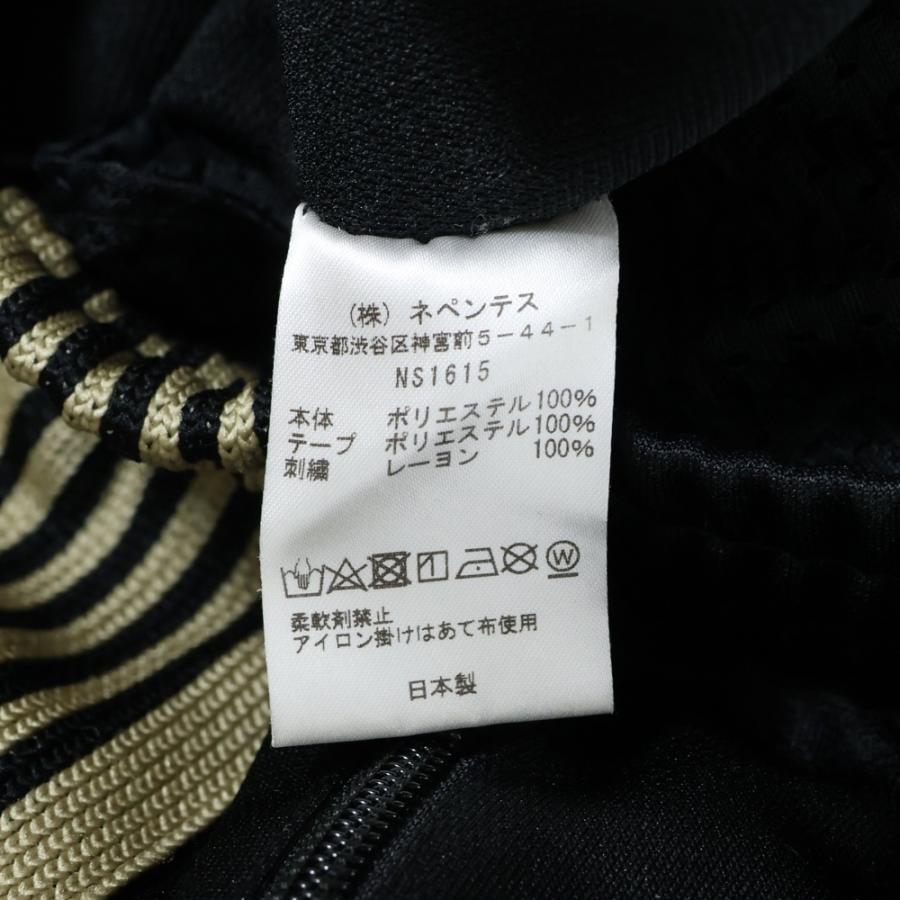 (株) ネペンテス
東京都渋谷区神宮前5-44-1
NS1615
本体 ポリエステル100%
テープ ポリエステル100%
刺繍 レーヨン 100%
W
柔軟剤禁止
アイロン掛けはあて布使用
日本製